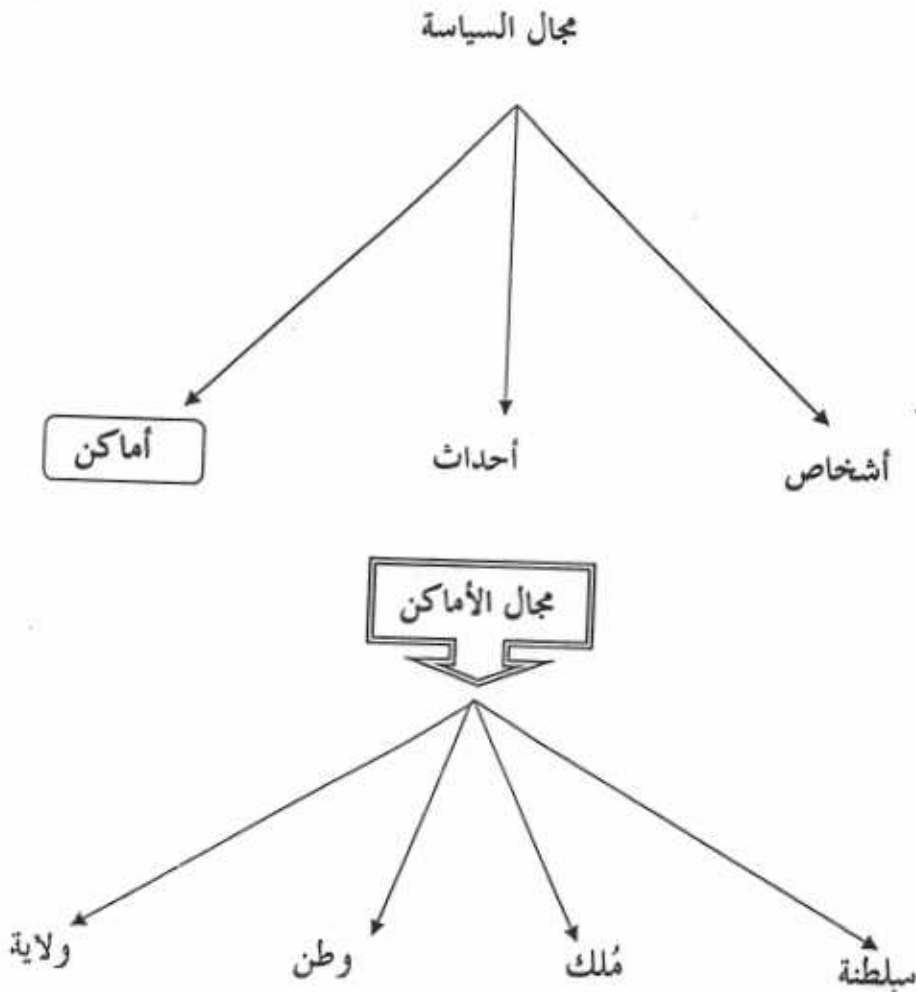 مجال السياسة
أشخاص أحداث أماكن
مجال الأماكن
سلطنة مُلك وطن ولاية